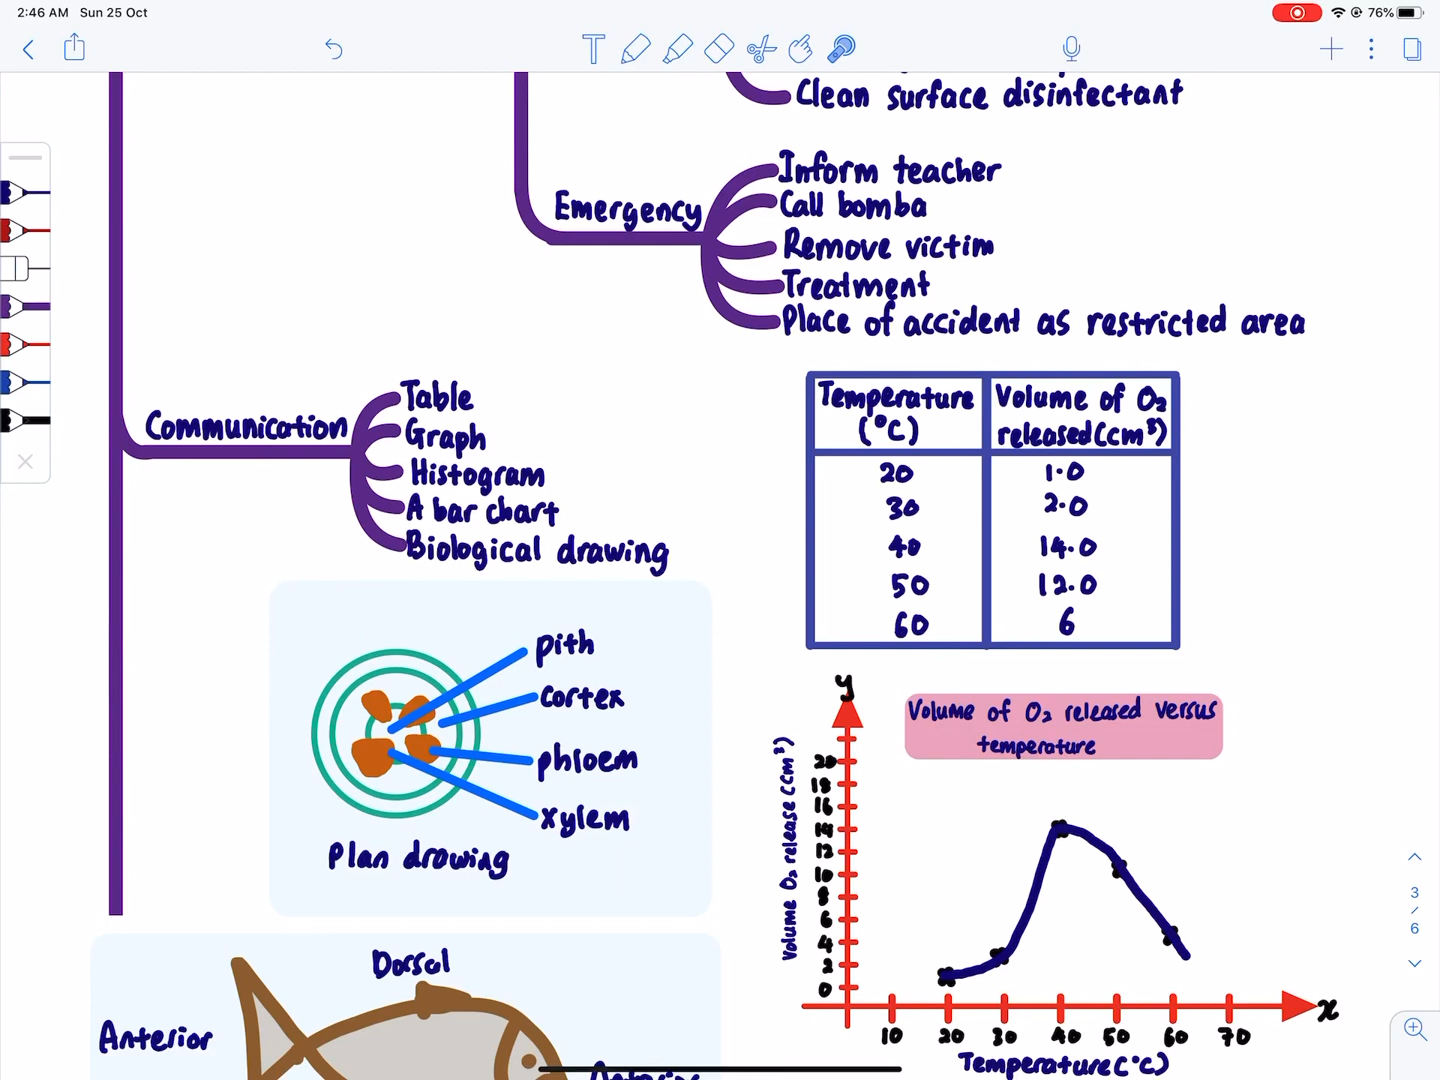 2:46 AM Sun 25 Oct
76%
Clean surface disinfectant
Emergency
Inform teacher
Call bomba
Remove victim
Treatment
Place of accident as restricted area
Communication
Table
Graph
Histogram
A bar chart
Biological drawing
Temperature (°C)
Volume of O₂ released (cm³)
20 1.0
30 2.0
40 14.0
50 12.0
60 6
pith
cortex
phloem
xylem
Plan drawing
y
Volume of O₂ released versus
temperature
Volume O₂ release (cm³)
20
18
16
14
12
10
8
6
4
2
0
10 20 30 40 50 60 70
x
Temperature (°C)
3
/
6
Dorsal
Anterior